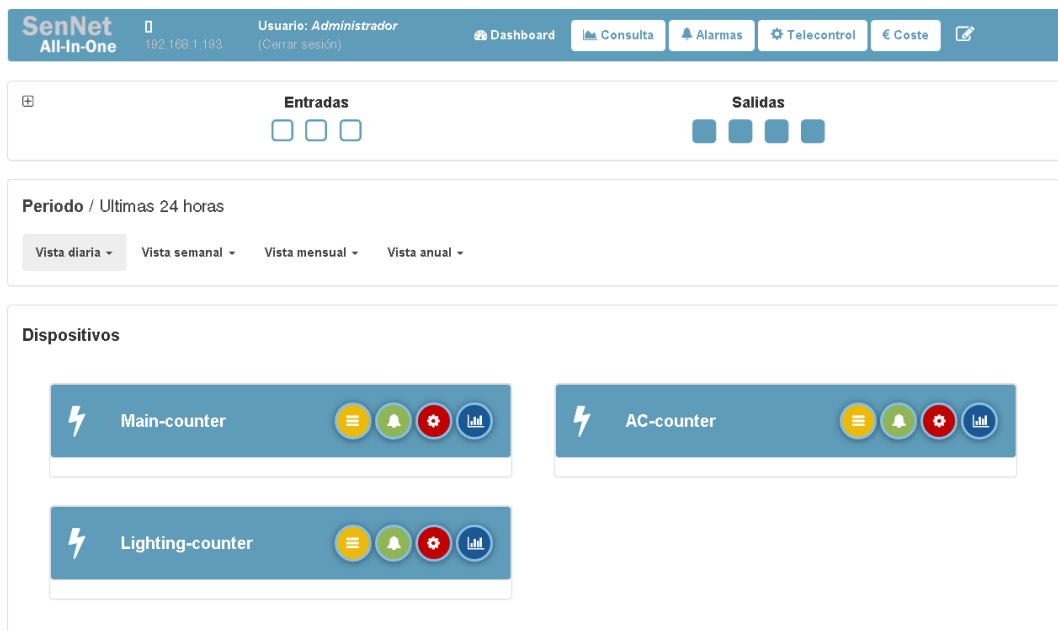 SenNet
All-In-One
192.168.1.193
Usuario: Administrador
(Cerrar sesión)
Dashboard
Consulta
Alarmas
Telecontrol
€ Coste
Entradas
Salidas
Periodo / Ultimas 24 horas
Vista diaria
Vista semanal
Vista mensual
Vista anual
Dispositivos
Main-counter
AC-counter
Lighting-counter